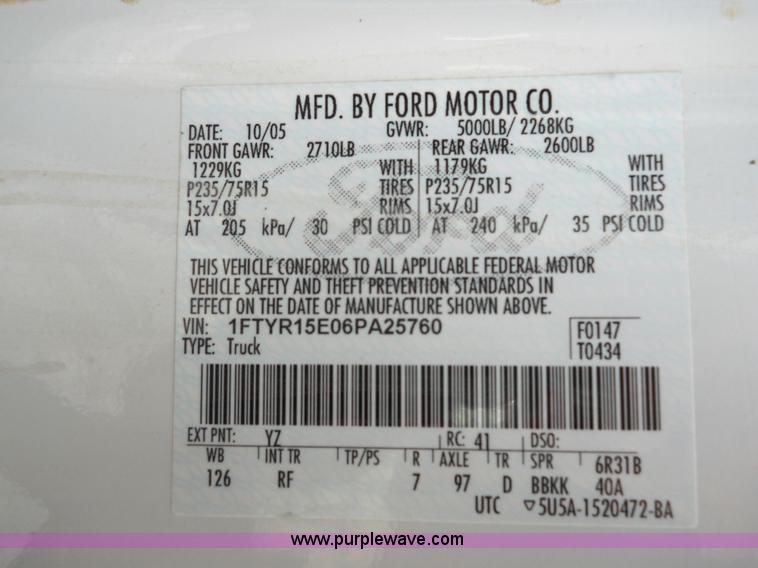 MFD. BY FORD MOTOR CO.
DATE: 10/05 GVWR: 5000LB/ 2268KG
FRONT GAWR: 2710LB REAR GAWR: 2600LB
1229KG WITH 1179KG WITH
P235/75R15 TIRES P235/75R15 TIRES
15x7.0J RIMS 15x7.0J RIMS
AT 205 kPa/ 30 PSI COLD AT 240 kPa/ 35 PSI COLD
Ford
THIS VEHICLE CONFORMS TO ALL APPLICABLE FEDERAL MOTOR
VEHICLE SAFETY AND THEFT PREVENTION STANDARDS IN
EFFECT ON THE DATE OF MANUFACTURE SHOWN ABOVE.
VIN: 1FTYR15E06PA25760 F0147
TYPE: Truck T0434
EXT PNT: YZ RC: 41 DSO:
WB INT TR TP/PS R AXLE TR SPR 6R31B
126 RF 7 97 D BBKK 40A
UTC ▽5U5A-1520472-BA
www.purplewave.com